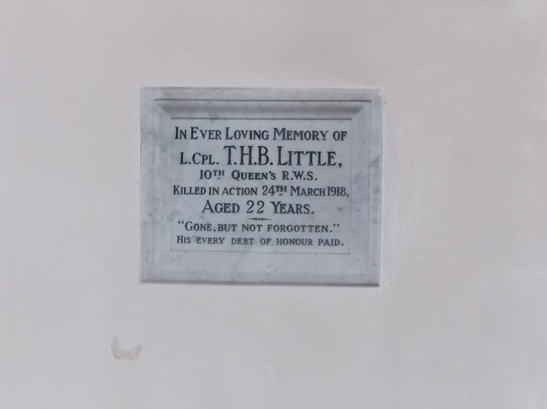 In Ever Loving Memory of
L.Cpl. T.H.B. Little,
10th Queen's R.W.S.
Killed in action 24th March 1918,
Aged 22 Years.
"Gone, but not forgotten."
His every debt of honour paid.